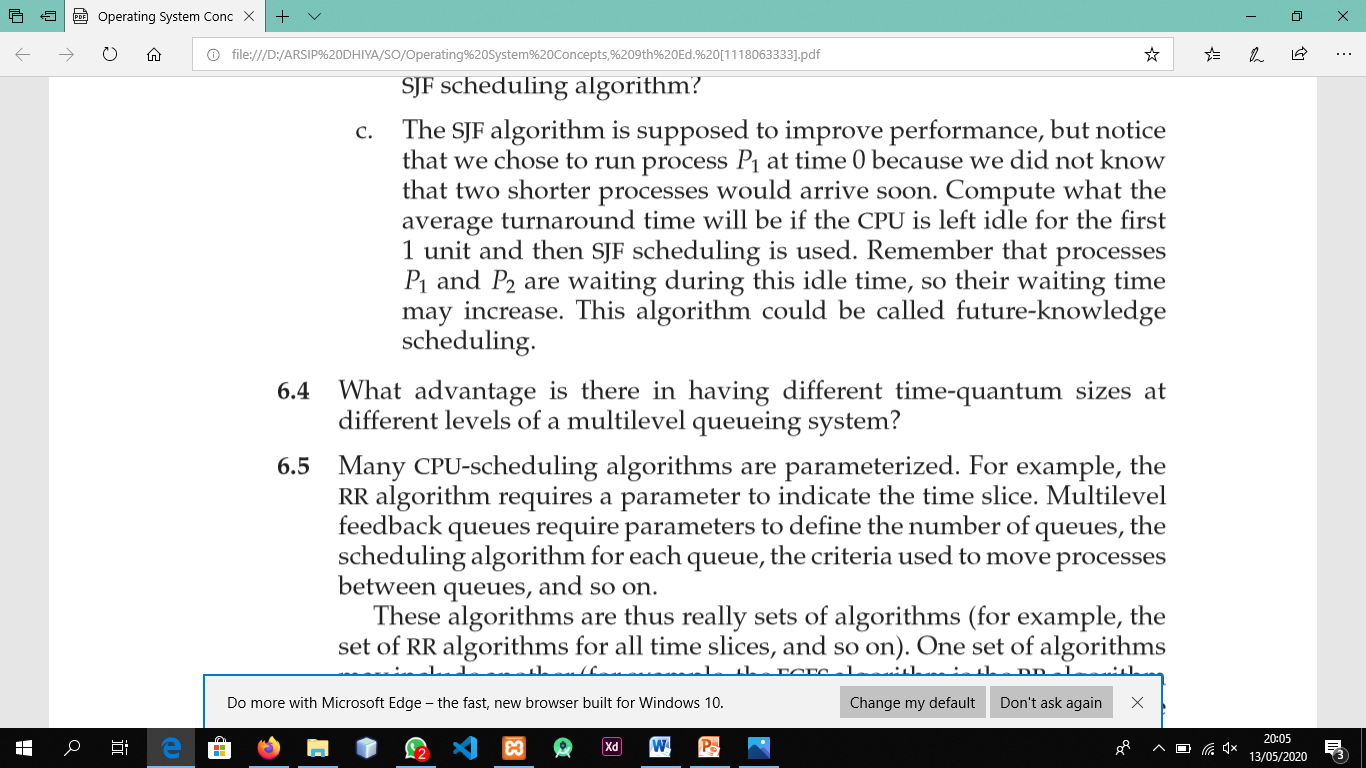 Operating System Conc
file:///D:/ARSIP%20DHIYA/SO/Operating%20System%20Concepts,%209th%20Ed.%20[1118063333].pdf
SJF scheduling algorithm?
c. The SJF algorithm is supposed to improve performance, but notice
that we chose to run process P1 at time 0 because we did not know
that two shorter processes would arrive soon. Compute what the
average turnaround time will be if the CPU is left idle for the first
1 unit and then SJF scheduling is used. Remember that processes
P1 and P2 are waiting during this idle time, so their waiting time
may increase. This algorithm could be called future-knowledge
scheduling.
6.4 What advantage is there in having different time-quantum sizes at
different levels of a multilevel queueing system?
6.5 Many CPU-scheduling algorithms are parameterized. For example, the
RR algorithm requires a parameter to indicate the time slice. Multilevel
feedback queues require parameters to define the number of queues, the
scheduling algorithm for each queue, the criteria used to move processes
between queues, and so on.
These algorithms are thus really sets of algorithms (for example, the
set of RR algorithms for all time slices, and so on). One set of algorithms
Do more with Microsoft Edge – the fast, new browser built for Windows 10.
Change my default
Don't ask again
2
Xd
20:05
13/05/2020
3